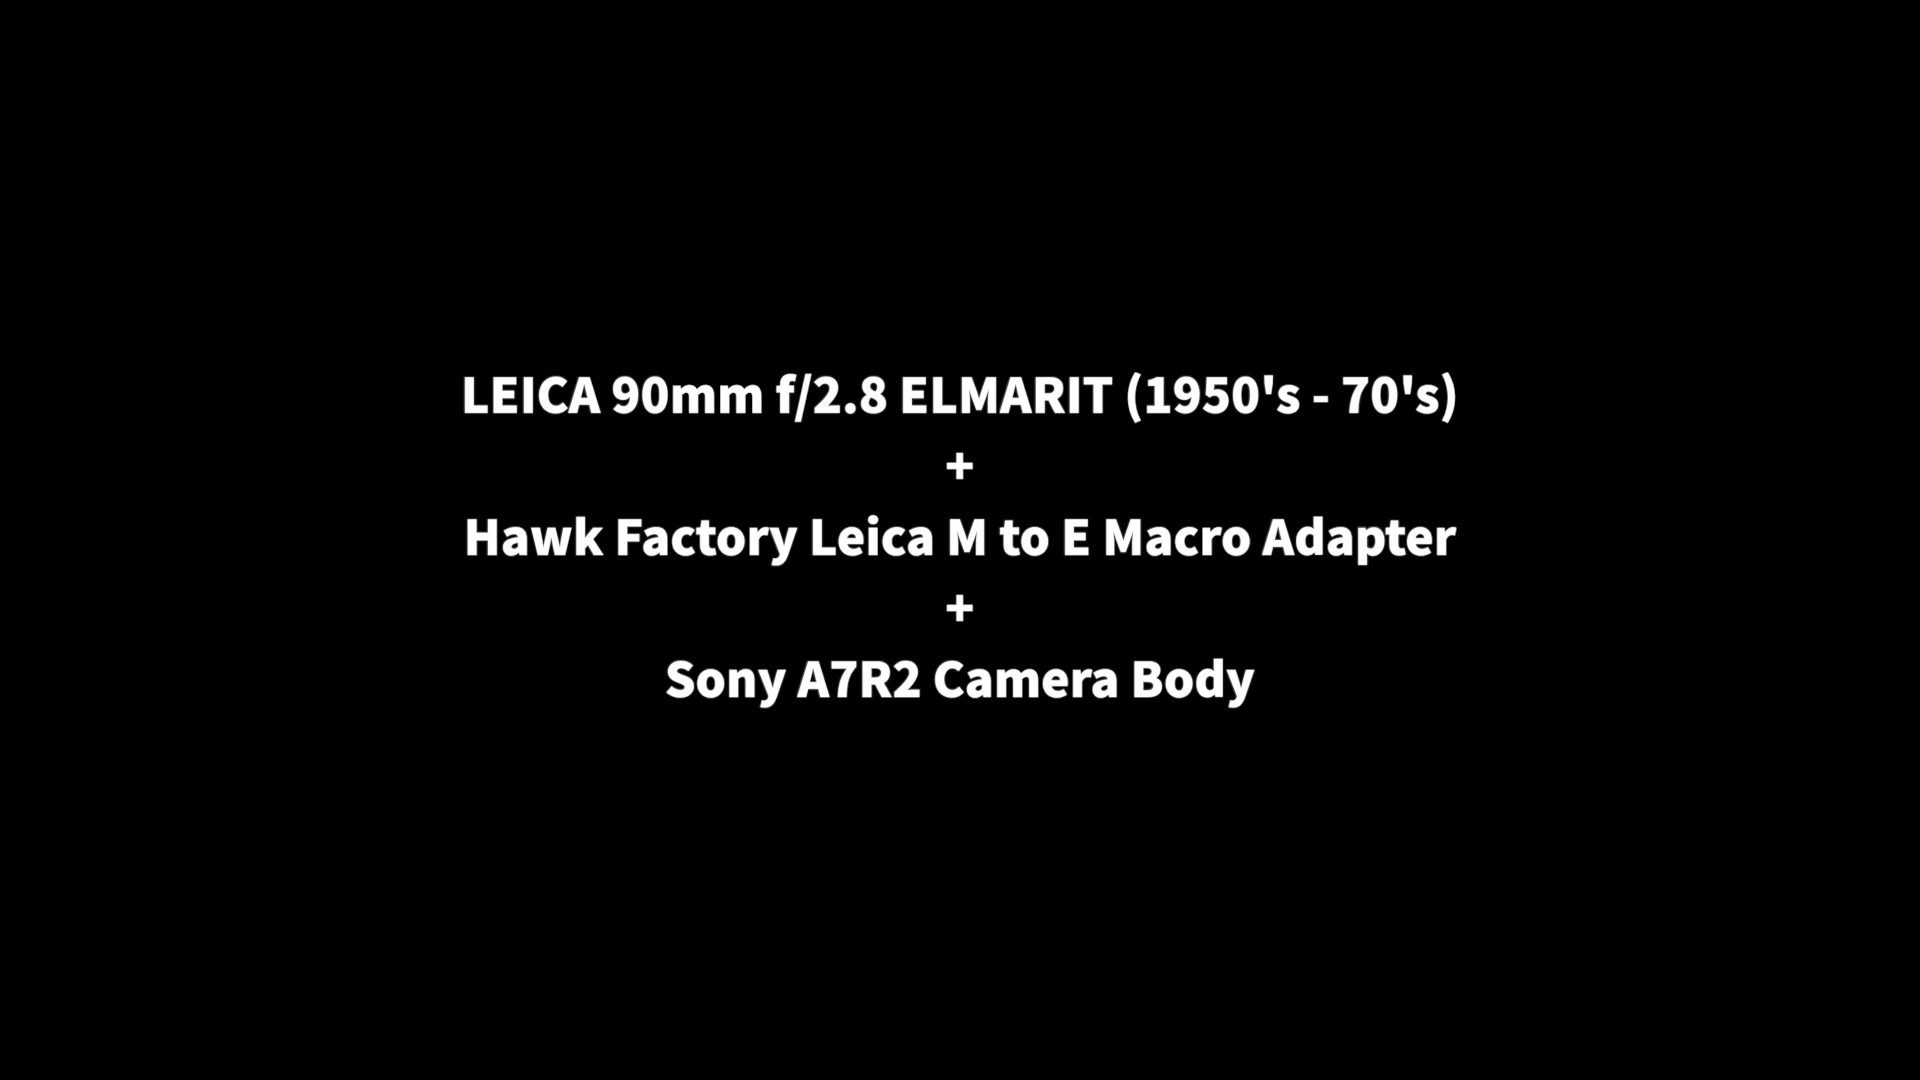 LEICA 90mm f/2.8 ELMARIT (1950's - 70's)
+
Hawk Factory Leica M to E Macro Adapter
+
Sony A7R2 Camera Body